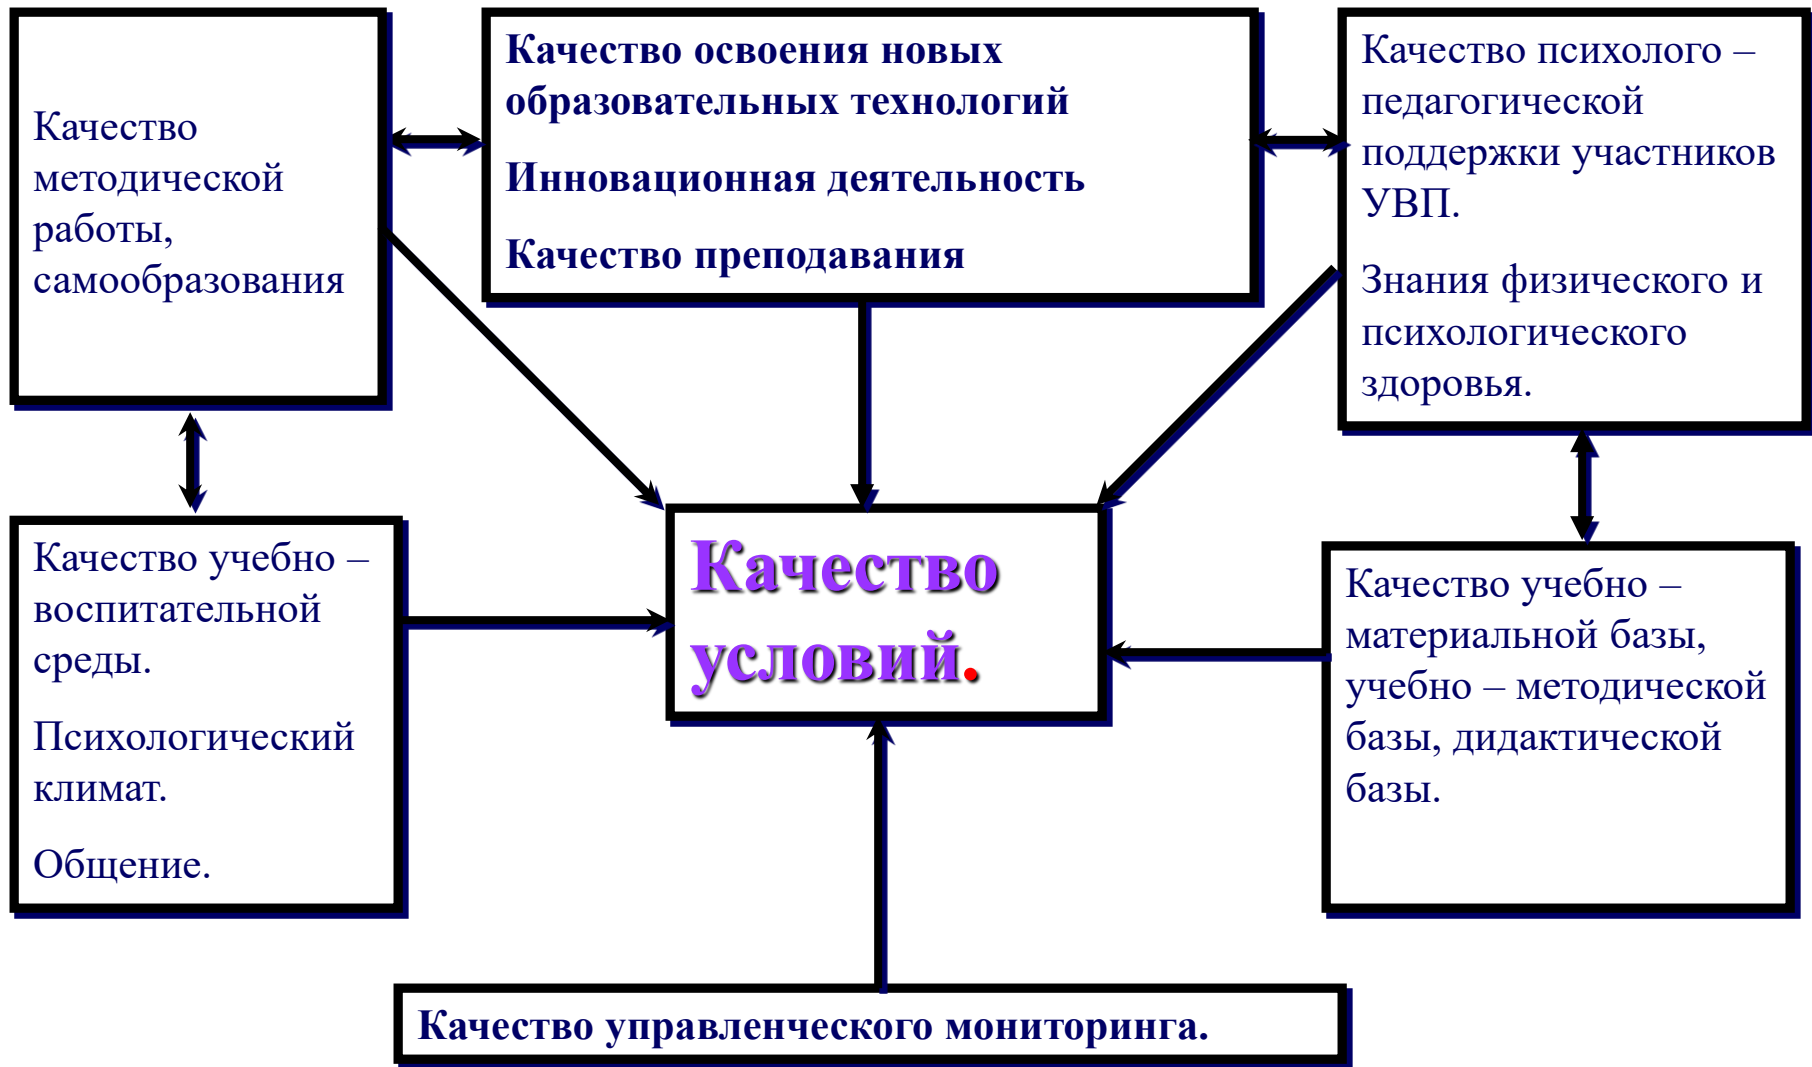 Качество
методической
работы,
самообразования
Качество освоения новых
образовательных технологий
Инновационная деятельность
Качество преподавания
Качество психолого –
педагогической
поддержки участников
УВП.
Знания физического и
психологического
здоровья.
Качество учебно –
воспитательной
среды.
Психологический
климат.
Общение.
Качество
условий.
Качество учебно –
материальной базы,
учебно – методической
базы, дидактической
базы.
Качество управленческого мониторинга.